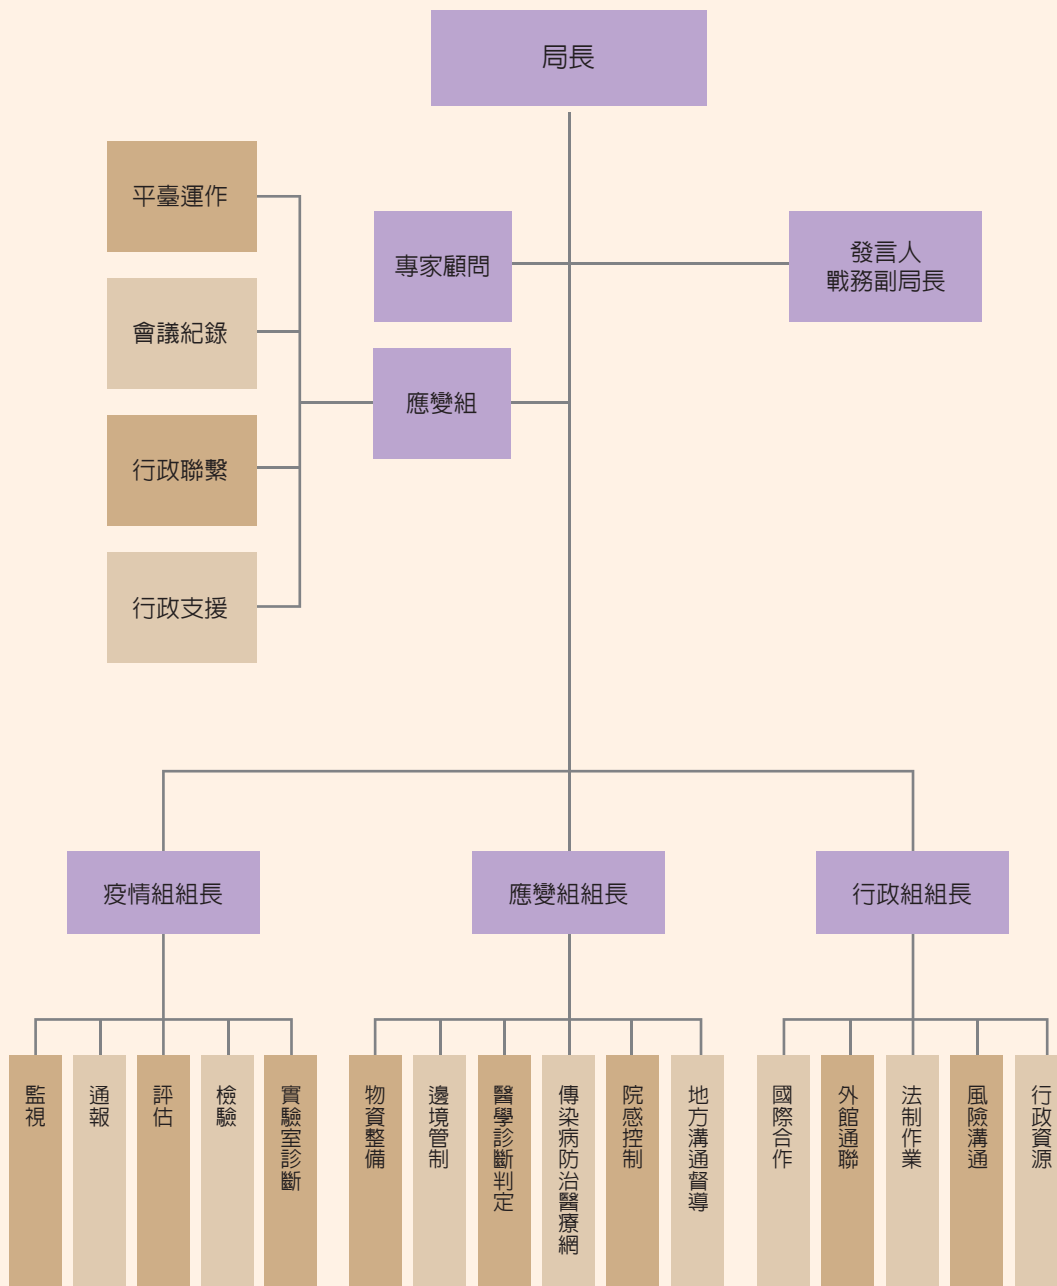 局長
平臺運作
專家顧問
發言人
戰務副局長
會議紀錄
應變組
行政聯繫
行政支援
疫情組組長
應變組組長
行政組組長
監視
通報
評估
檢驗
實驗室診斷
物資整備
邊境管制
醫學診斷判定
傳染病防治醫療網
院感控制
地方溝通督導
國際合作
外館通聯
法制作業
風險溝通
行政資源